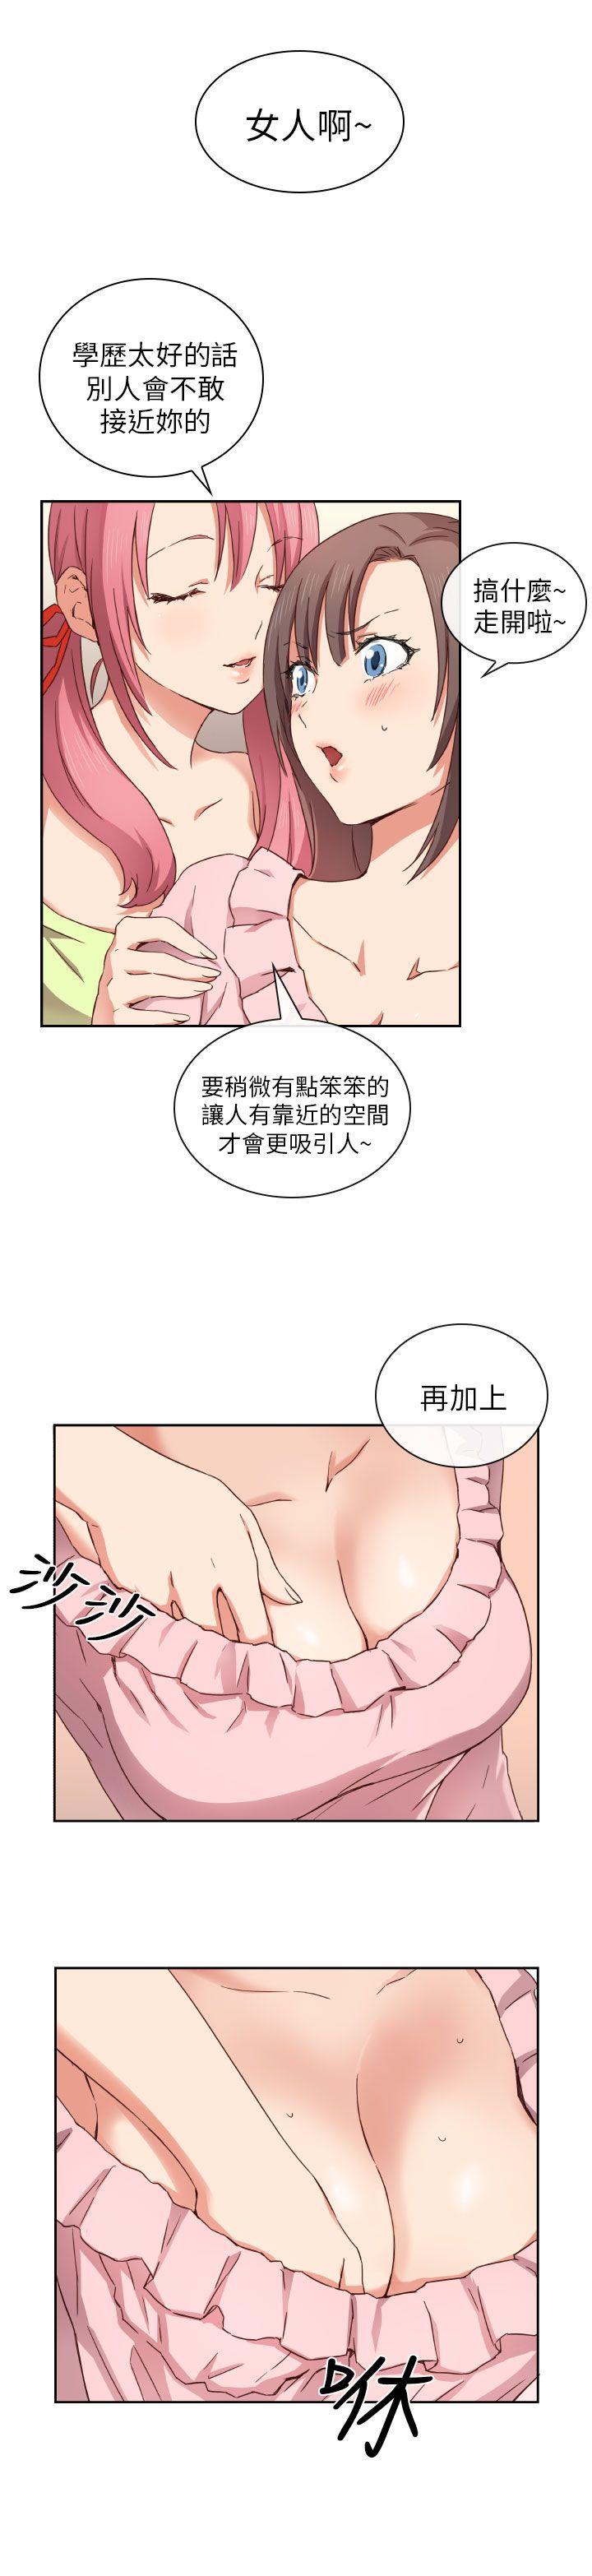 女人啊~
學歷太好的話
別人會不敢
接近妳的
搞什麼~
走開啦~
要稍微有點笨笨的
讓人有靠近的空間
才會更吸引人~
再加上
沙沙
咻